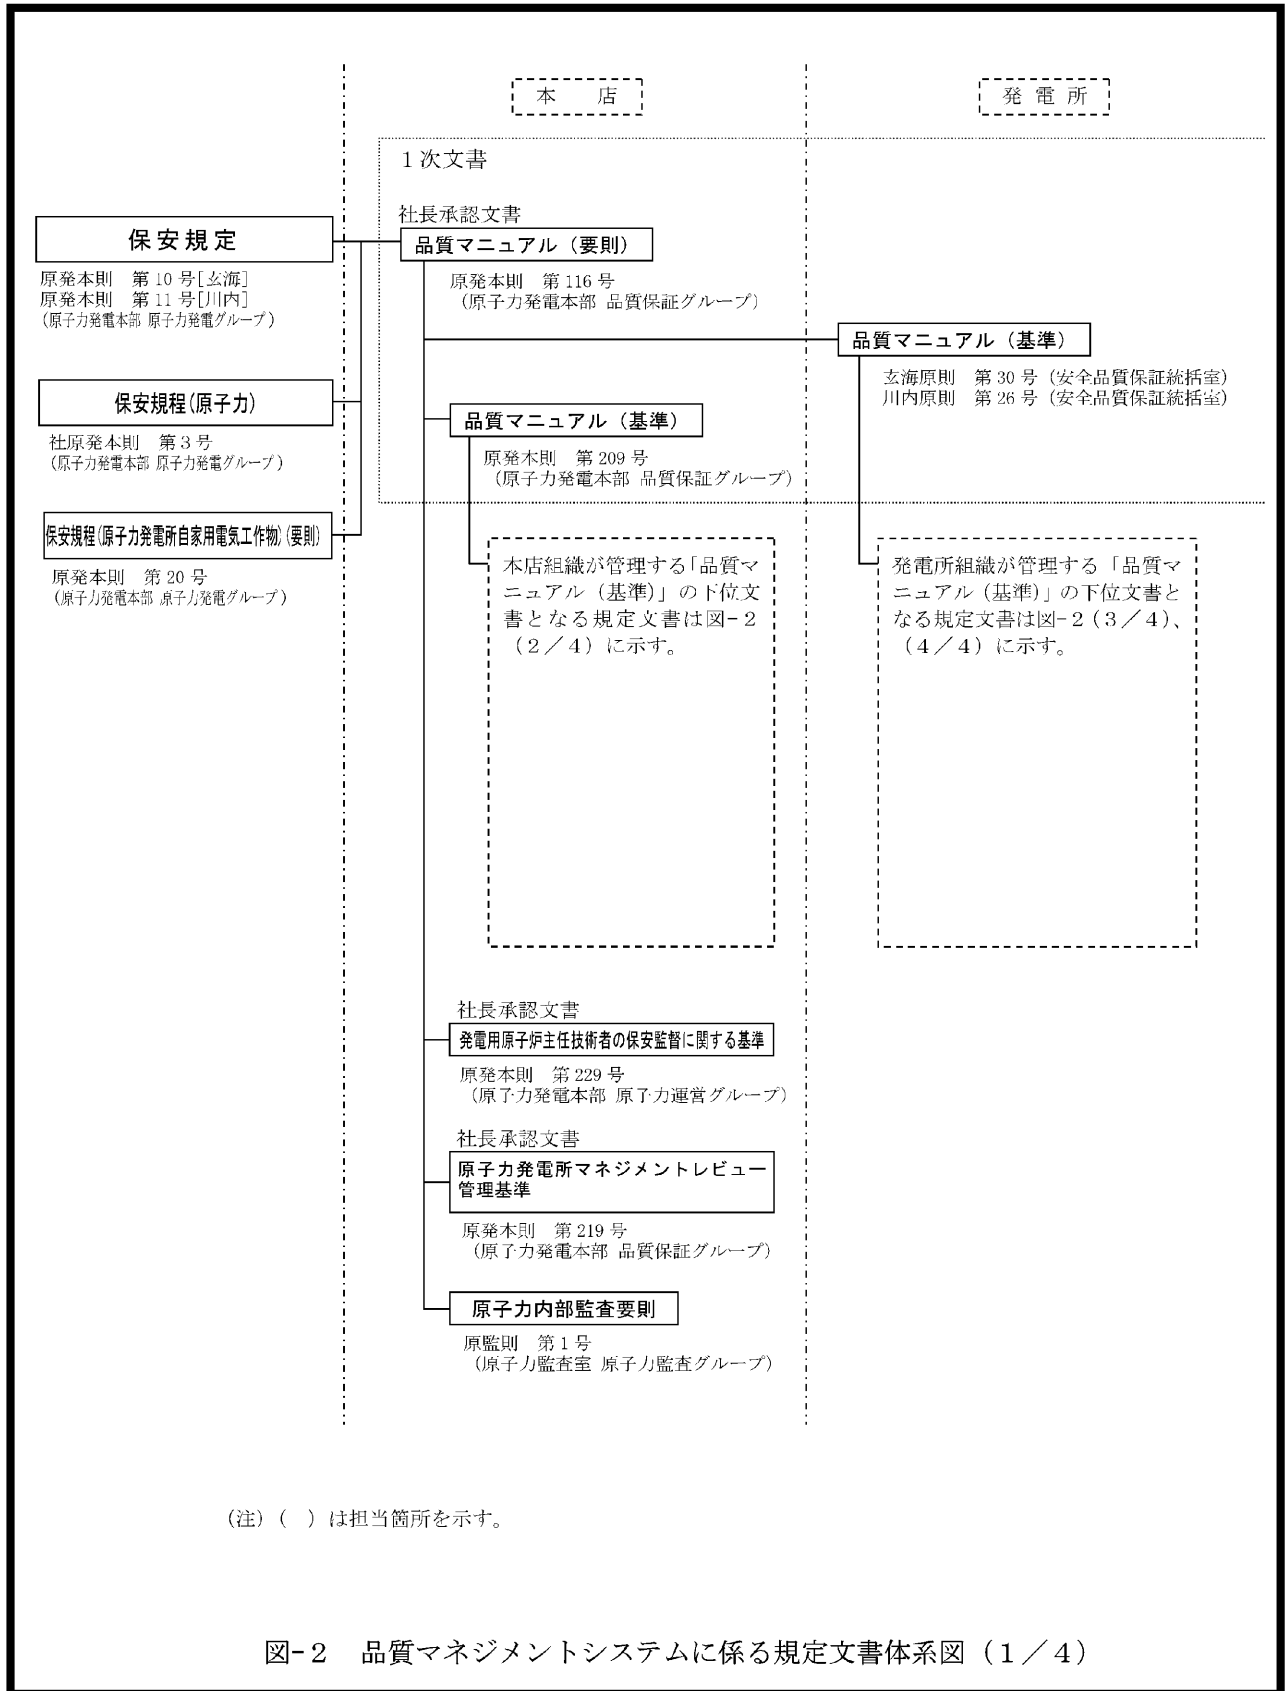 本　店
発電所
１次文書
社長承認文書
保安規定
品質マニュアル（要則）
原発本則　第10号[玄海]
原発本則　第11号[川内]
(原子力発電本部 原子力発電グループ)
原発本則　第116号
（原子力発電本部 品質保証グループ）
品質マニュアル（基準）
玄海原則　第30号（安全品質保証統括室）
川内原則　第26号（安全品質保証統括室）
保安規程(原子力)
社原発本則　第３号
(原子力発電本部 原子力発電グループ)
品質マニュアル（基準）
原発本則　第209号
（原子力発電本部 品質保証グループ）
保安規程(原子力発電所自家用電気工作物)(要則)
原発本則　第20号
(原子力発電本部 原子力発電グループ)
本店組織が管理する「品質マ
ニュアル（基準）」の下位文
書となる規定文書は図-２
（２／４）に示す。
発電所組織が管理する「品質マ
ニュアル（基準）」の下位文書と
なる規定文書は図-２（３／４）、
（４／４）に示す。
社長承認文書
発電用原子炉主任技術者の保安監督に関する基準
原発本則　第229号
（原子力発電本部 原子力運営グループ）
社長承認文書
原子力発電所マネジメントレビュー
管理基準
原発本則　第219号
（原子力発電本部 品質保証グループ）
原子力内部監査要則
原監則　第１号
（原子力監査室 原子力監査グループ）
（注）（　）は担当箇所を示す。
図-２　品質マネジメントシステムに係る規定文書体系図（１／４）